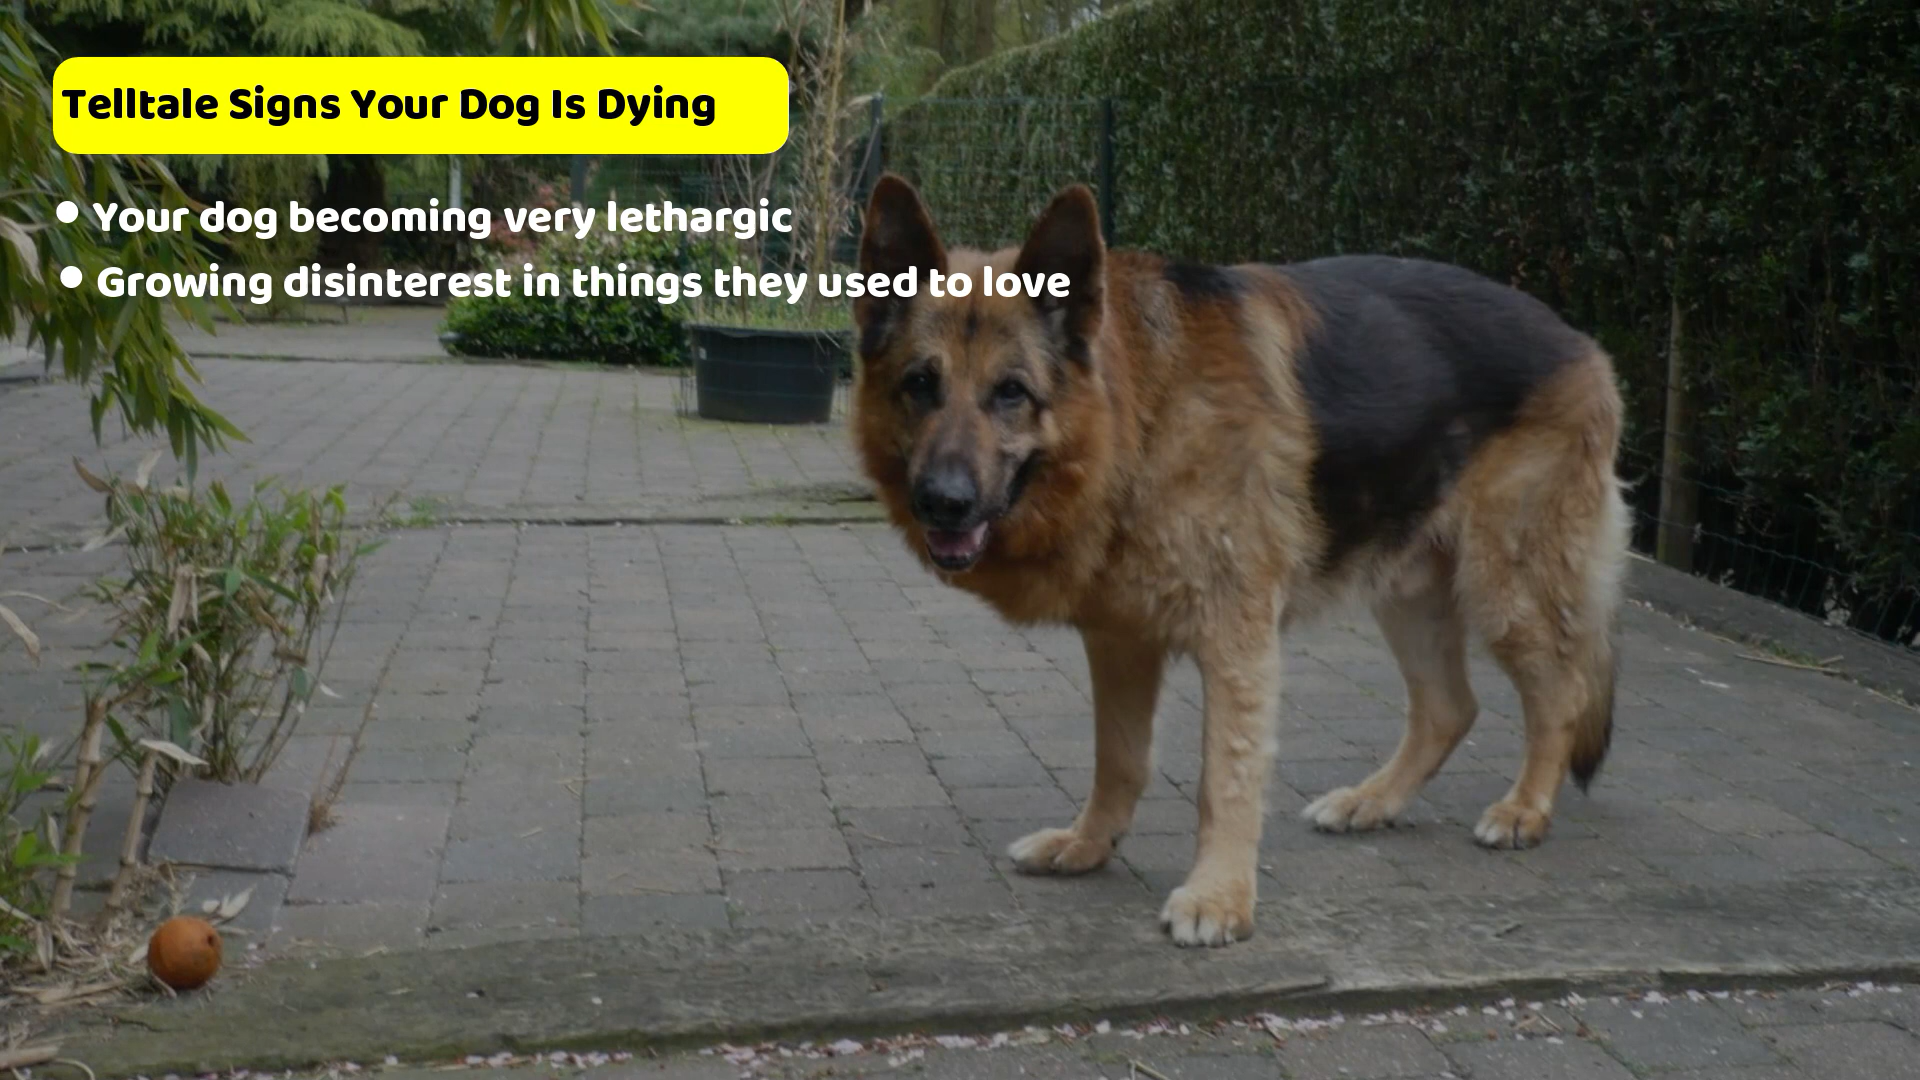 Telltale Signs Your Dog Is Dying
• Your dog becoming very lethargic
• Growing disinterest in things they used to love